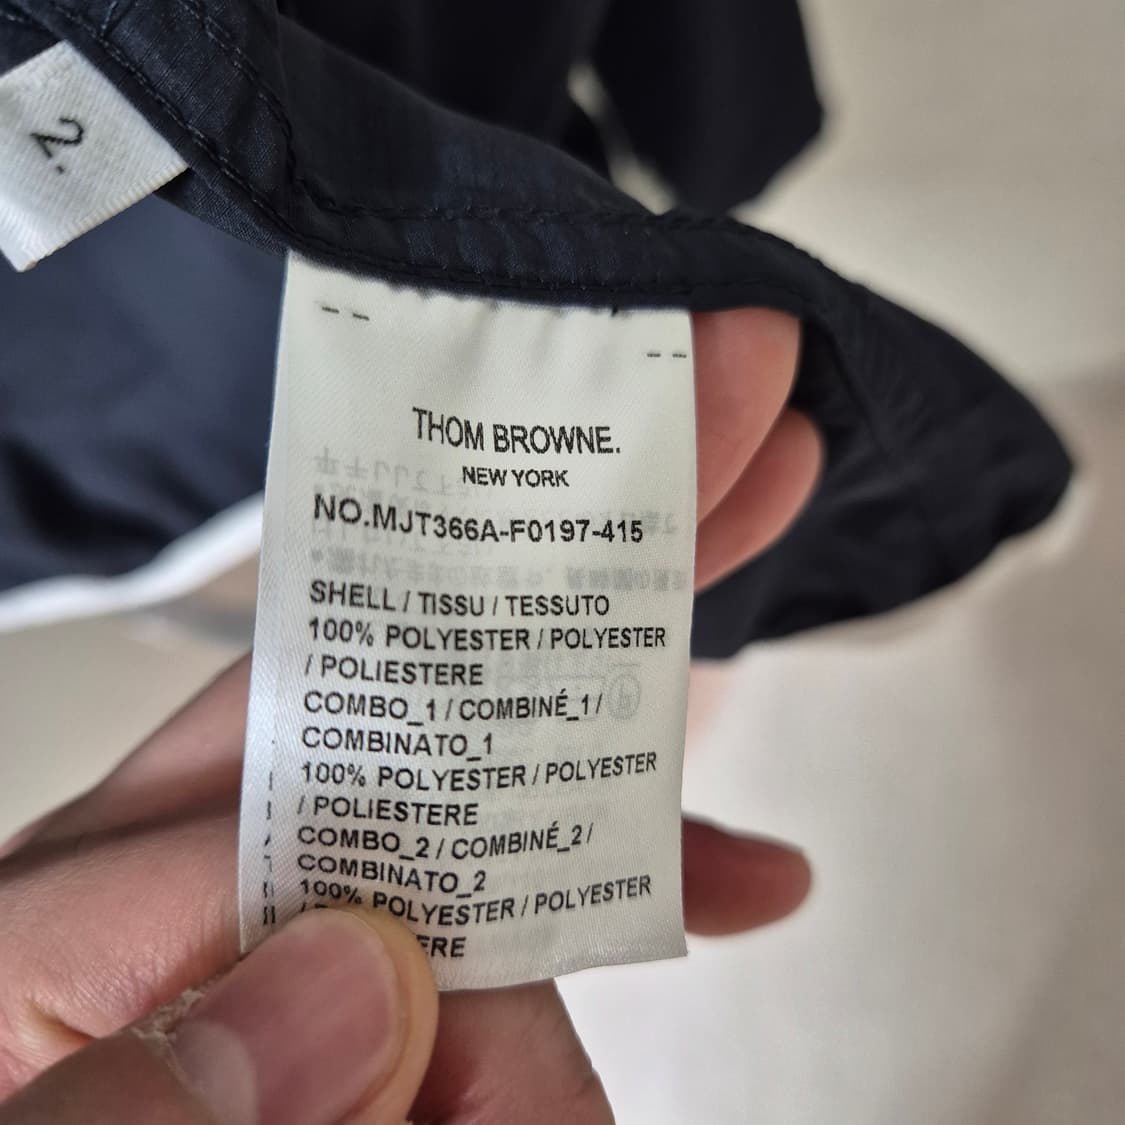 2.
-- --
THOM BROWNE.
NEW YORK
NO.MJT366A-F0197-415
SHELL / TISSU / TESSUTO
100% POLYESTER / POLYESTER
/ POLIESTERE
COMBO_1 / COMBINÉ_1 /
COMBINATO_1
100% POLYESTER / POLYESTER
/ POLIESTERE
COMBO_2 / COMBINÉ_2 /
COMBINATO_2
100% POLYESTER / POLYESTER